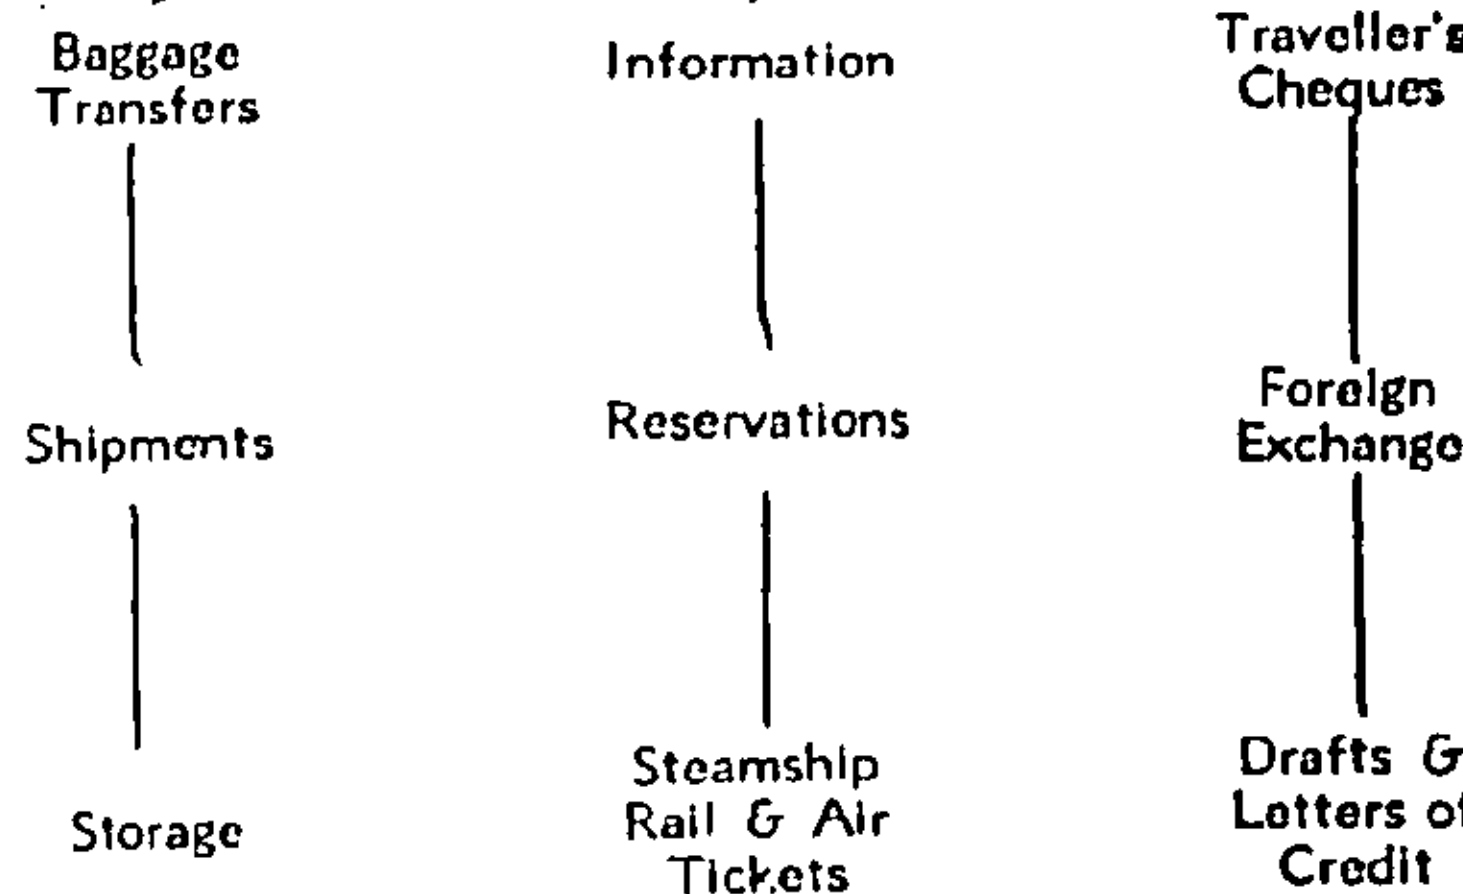 Baggage
Transfers
Shipments
Storage
Information
Reservations
Steamship
Rail & Air
Tickets
Traveller's
Cheques
Foreign
Exchange
Drafts &
Letters of
Credit